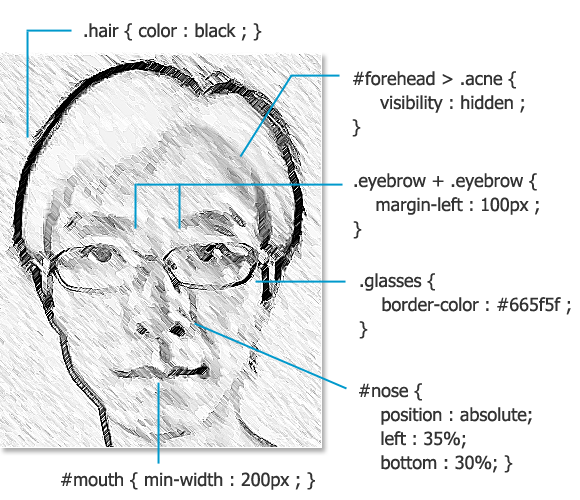 .hair { color : black ; }
#forehead > .acne {
visibility : hidden ;
}
.eyebrow + .eyebrow {
margin-left : 100px ;
}
.glasses {
border-color : #665f5f ;
}
#nose {
position : absolute;
left : 35%;
bottom : 30%; }
#mouth { min-width : 200px ; }